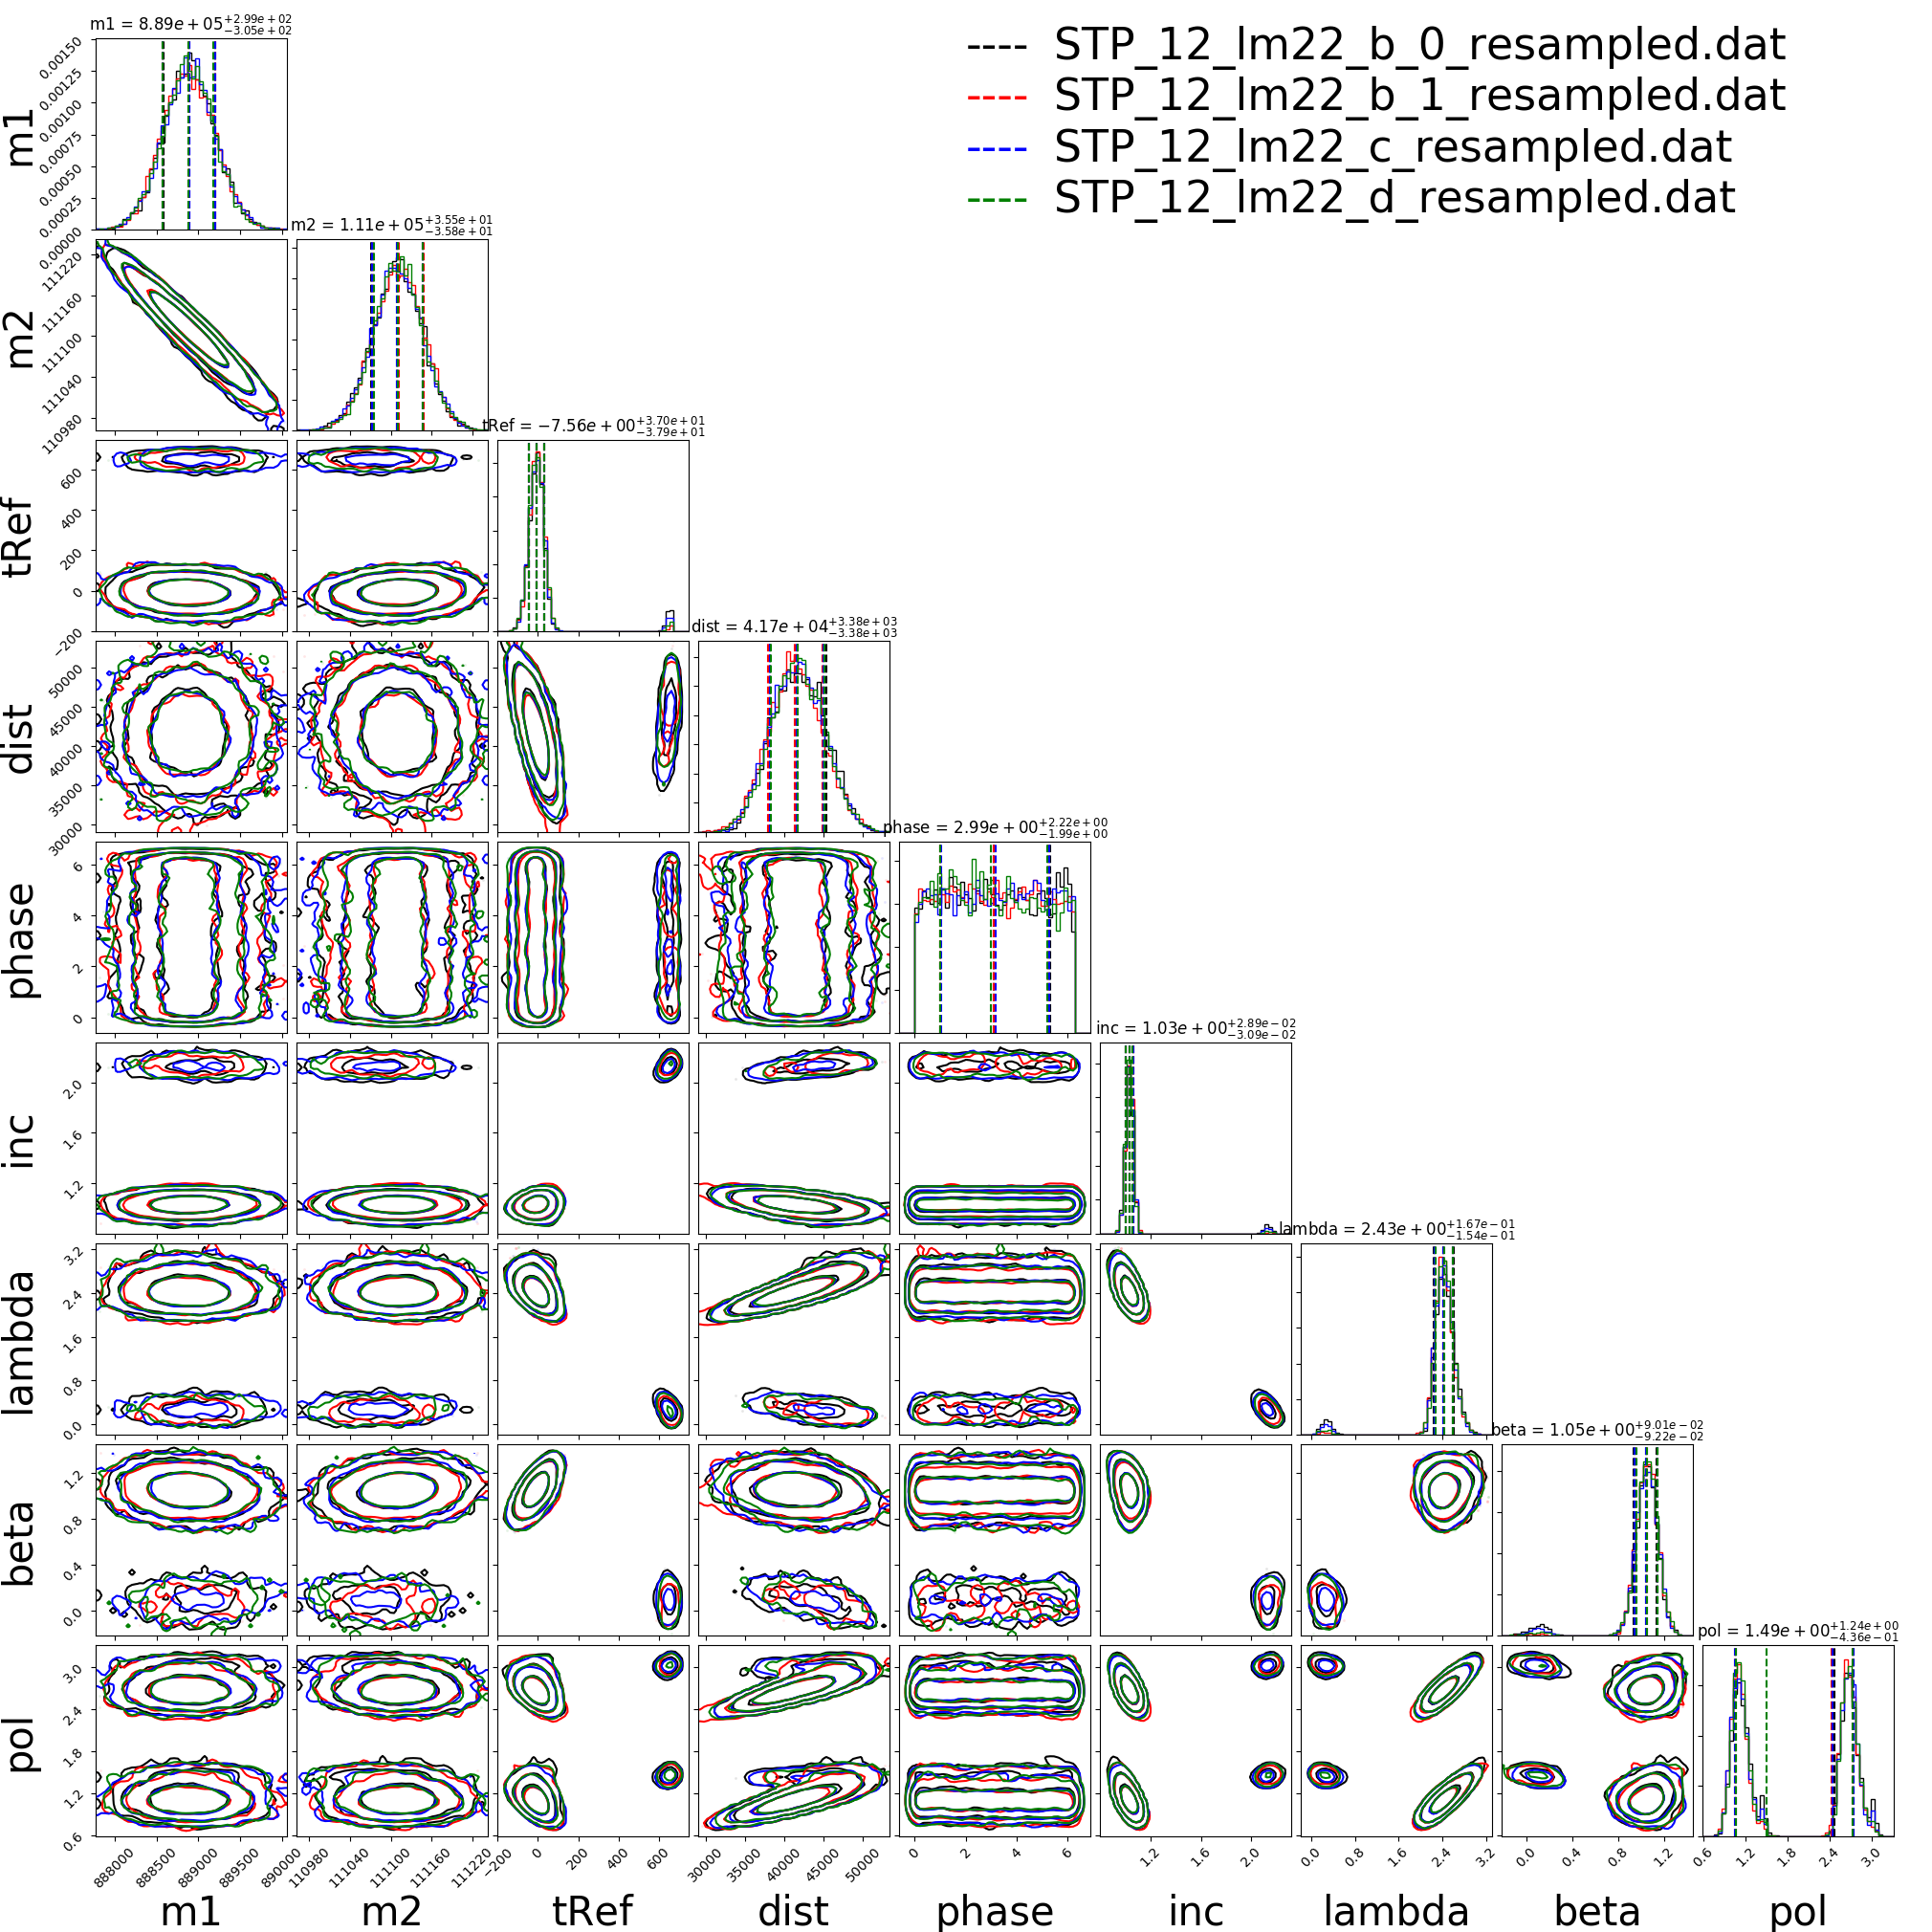 m1 = 8.89e + 05+2.99e + 02 −3.05e + 02
STP_12_lm22_b_0_resampled.dat
STP_12_lm22_b_1_resampled.dat
STP_12_lm22_c_resampled.dat
STP_12_lm22_d_resampled.dat
0.00150
0.00125
0.00100
0.00075
0.00050
0.00025
0.00000
m1
m2 = 1.11e + 05+3.55e + 01 −3.58e + 01
111220
111160
111100
111040
110980
m2
tRef = −7.56e + 00+3.70e + 01 −3.79e + 01
600
400
200
0
−200
tRef
dist = 4.17e + 04+3.38e + 03 −3.38e + 03
50000
45000
40000
35000
30000
dist
phase = 2.99e + 00+2.22e + 00 −1.99e + 00
6
4
2
0
phase
inc = 1.03e + 00+2.89e − 02 −3.09e − 02
2.0
1.6
1.2
inc
lambda = 2.43e + 00+1.67e − 01 −1.54e − 01
3.2
2.4
1.6
0.8
0.0
lambda
beta = 1.05e + 00+9.01e − 02 −9.22e − 02
1.2
0.8
0.4
0.0
beta
pol = 1.49e + 00+1.24e + 00 −4.36e − 01
3.0
2.4
1.8
1.2
0.6
pol
888000 888500 889000 889500 890000
110980 111040 111100 111160 111220
−200 0 200 400 600
30000 35000 40000 45000 50000
0 2 4 6
1.2 1.6 2.0
0.0 0.8 1.6 2.4 3.2
0.0 0.4 0.8 1.2
0.6 1.2 1.8 2.4 3.0
m1 m2 tRef dist phase inc lambda beta pol